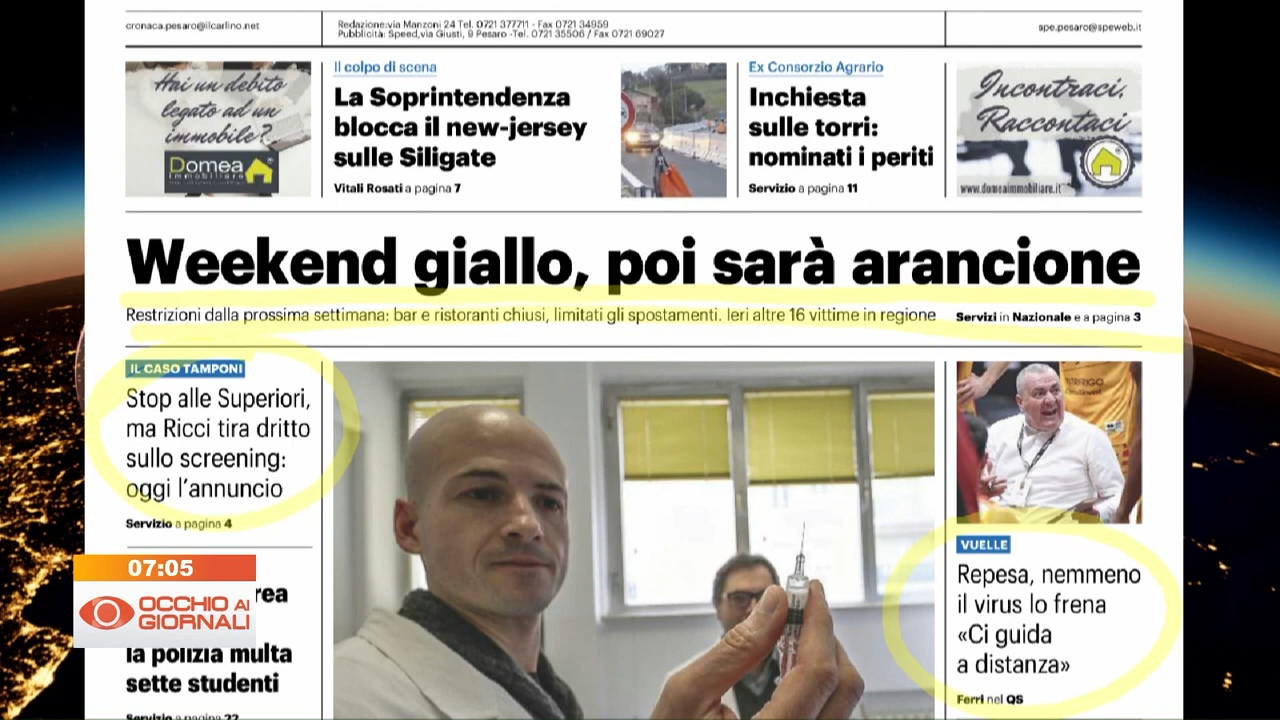 cronaca.pesaro@ilcarlino.net
Redazione:via Manzoni 24 Tel. 0721 377711 - Fax 0721 34959
Pubblicità: Speed,via Giusti, 9 Pesaro -Tel. 0721 35506 / Fax 0721 69027
spe.pesaro@speweb.it
Hai un debito
legato ad un
immobile?
Domea
immobiliare
Il colpo di scena
La Soprintendenza
blocca il new-jersey
sulle Siligate
Vitali Rosati a pagina 7
Ex Consorzio Agrario
Inchiesta
sulle torri:
nominati i periti
Servizio a pagina 11
Incontraci.
Raccontaci
www.domeaimmobiliare.it
Weekend giallo, poi sarà arancione
Restrizioni dalla prossima settimana: bar e ristoranti chiusi, limitati gli spostamenti. Ieri altre 16 vittime in regione
Servizi in Nazionale e a pagina 3
IL CASO TAMPONI
Stop alle Superiori,
ma Ricci tira dritto
sullo screening:
oggi l'annuncio
Servizio a pagina 4
07:05
OCCHIO AI
GIORNALI
la polizia multa
sette studenti
Servizio a pagina 22
VUELLE
Repesa, nemmeno
il virus lo frena
«Ci guida
a distanza»
Ferri nel QS